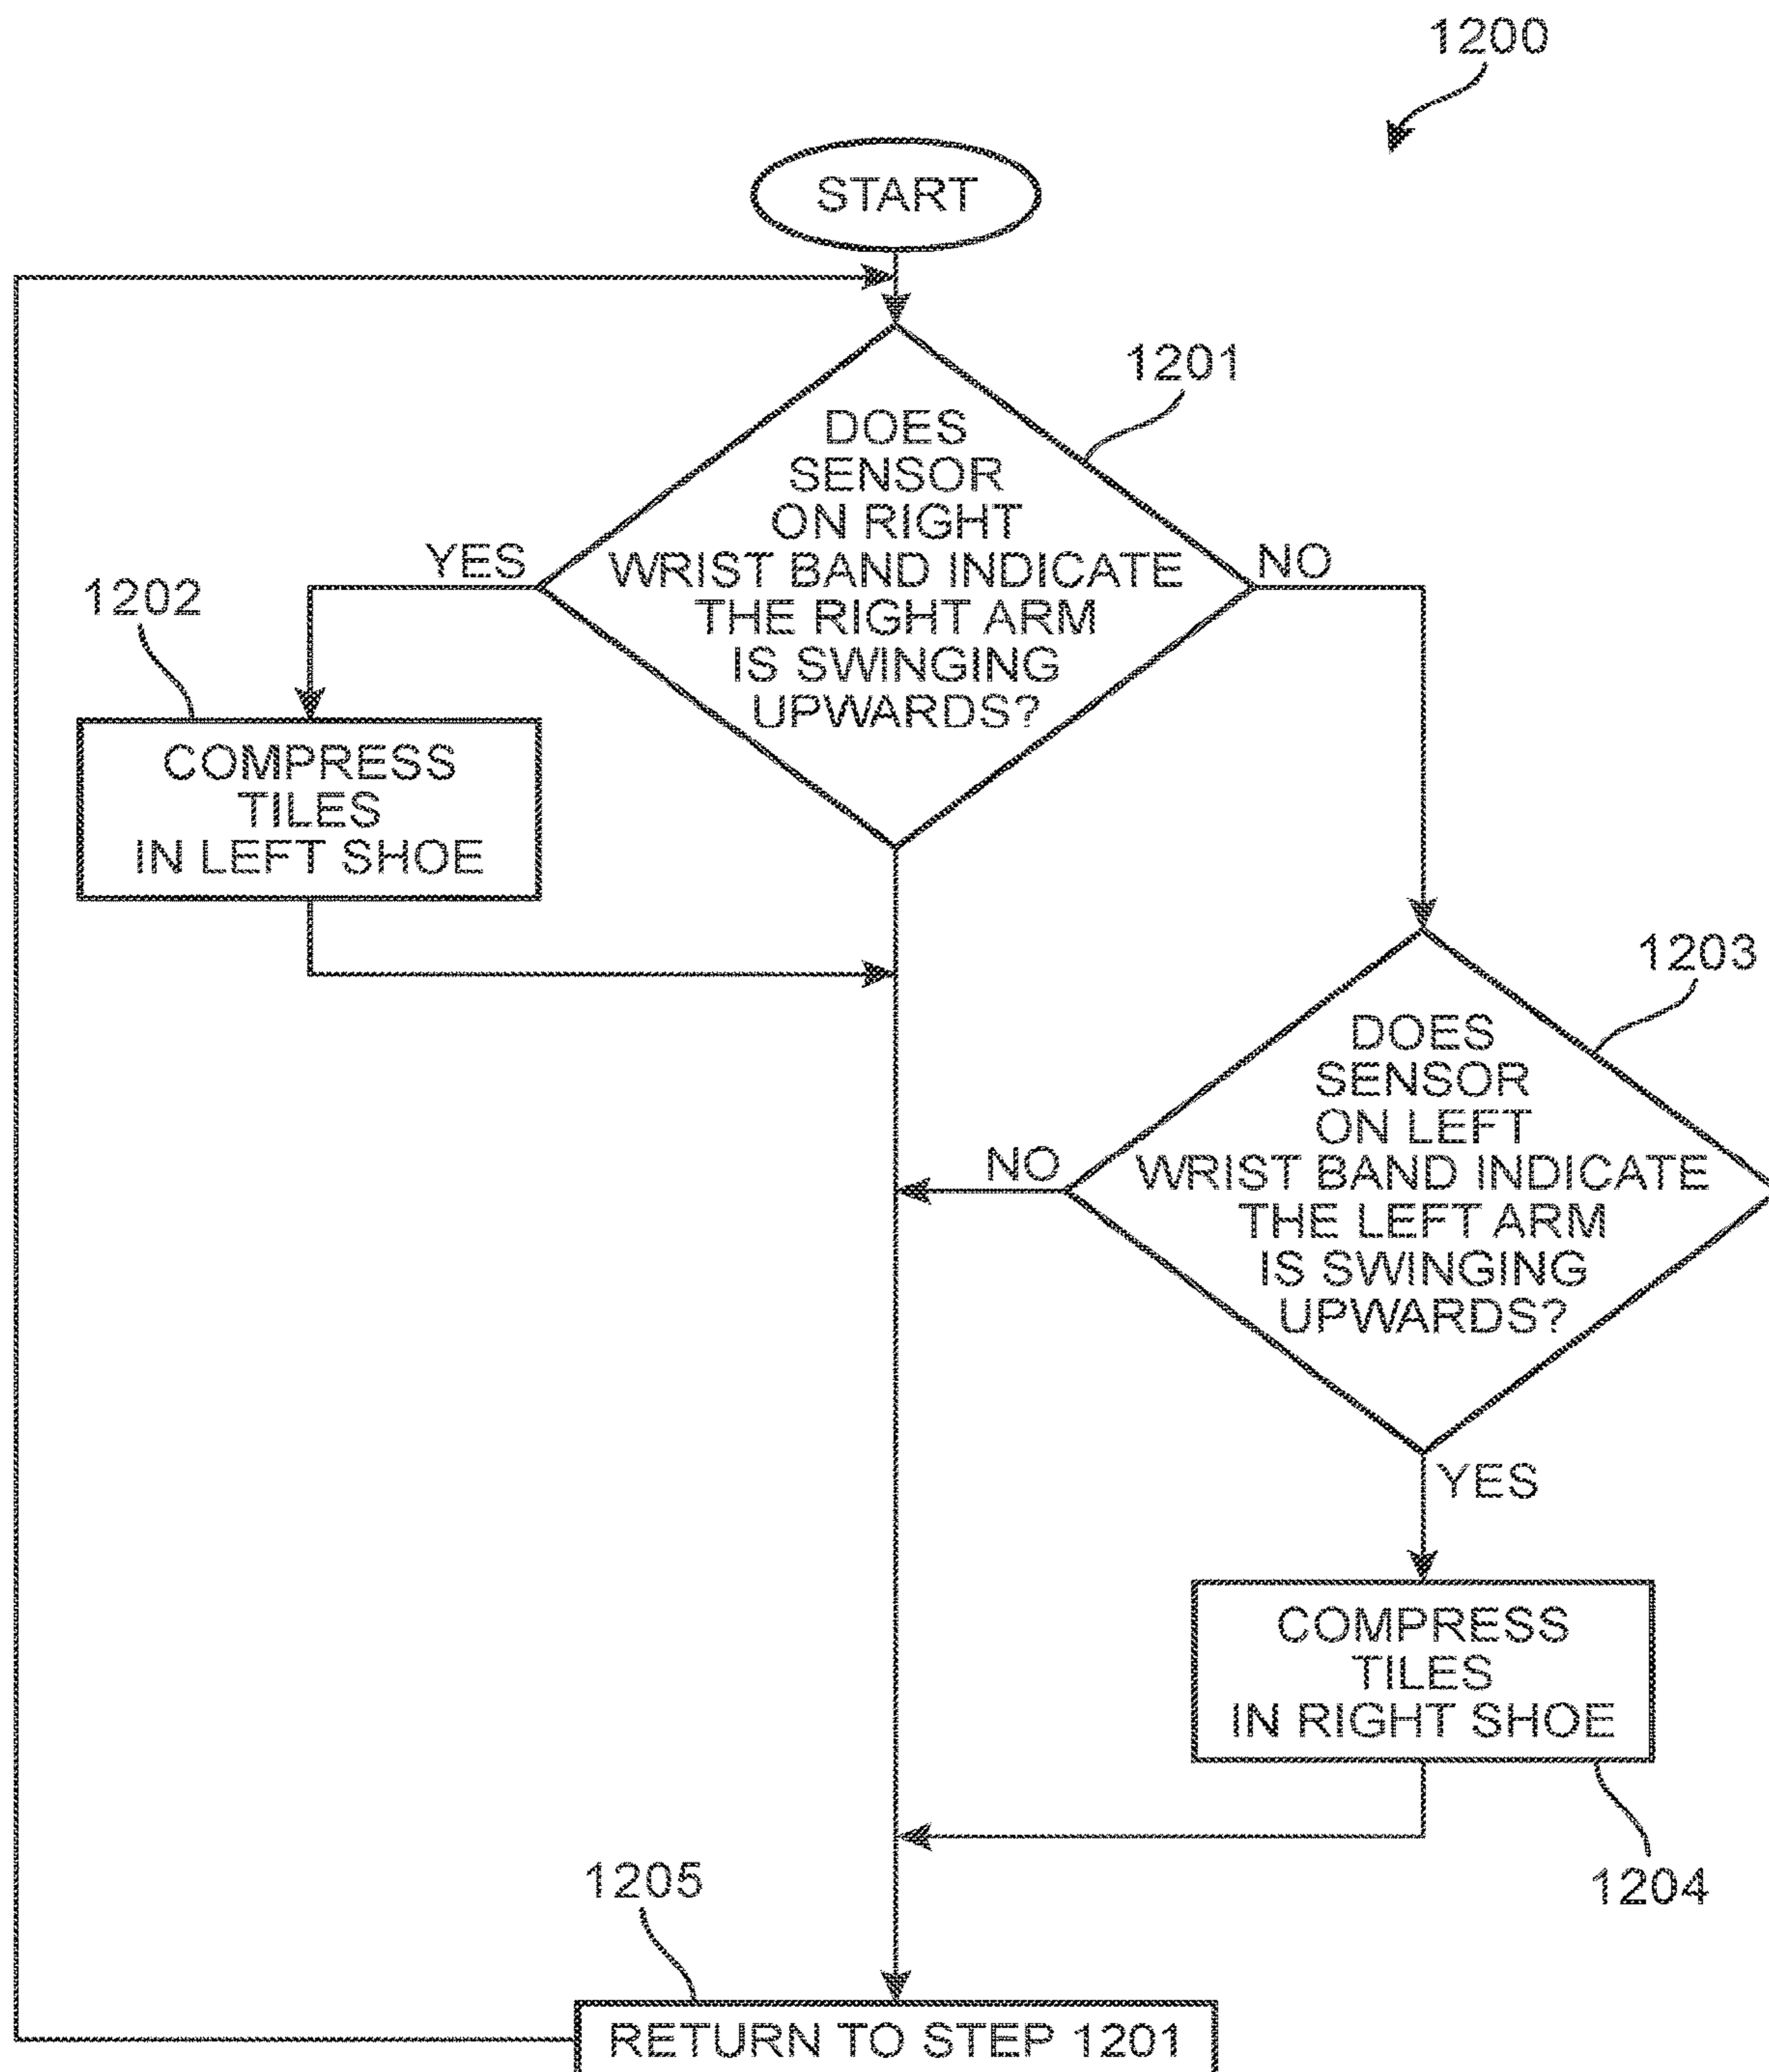 1200
START
1201
DOES
SENSOR
ON RIGHT
WRIST BAND INDICATE
THE RIGHT ARM
IS SWINGING
UPWARDS?
YES
NO
1202
COMPRESS
TILES
IN LEFT SHOE
1203
DOES
SENSOR
ON LEFT
WRIST BAND INDICATE
THE LEFT ARM
IS SWINGING
UPWARDS?
NO
YES
COMPRESS
TILES
IN RIGHT SHOE
1204
1205
RETURN TO STEP 1201